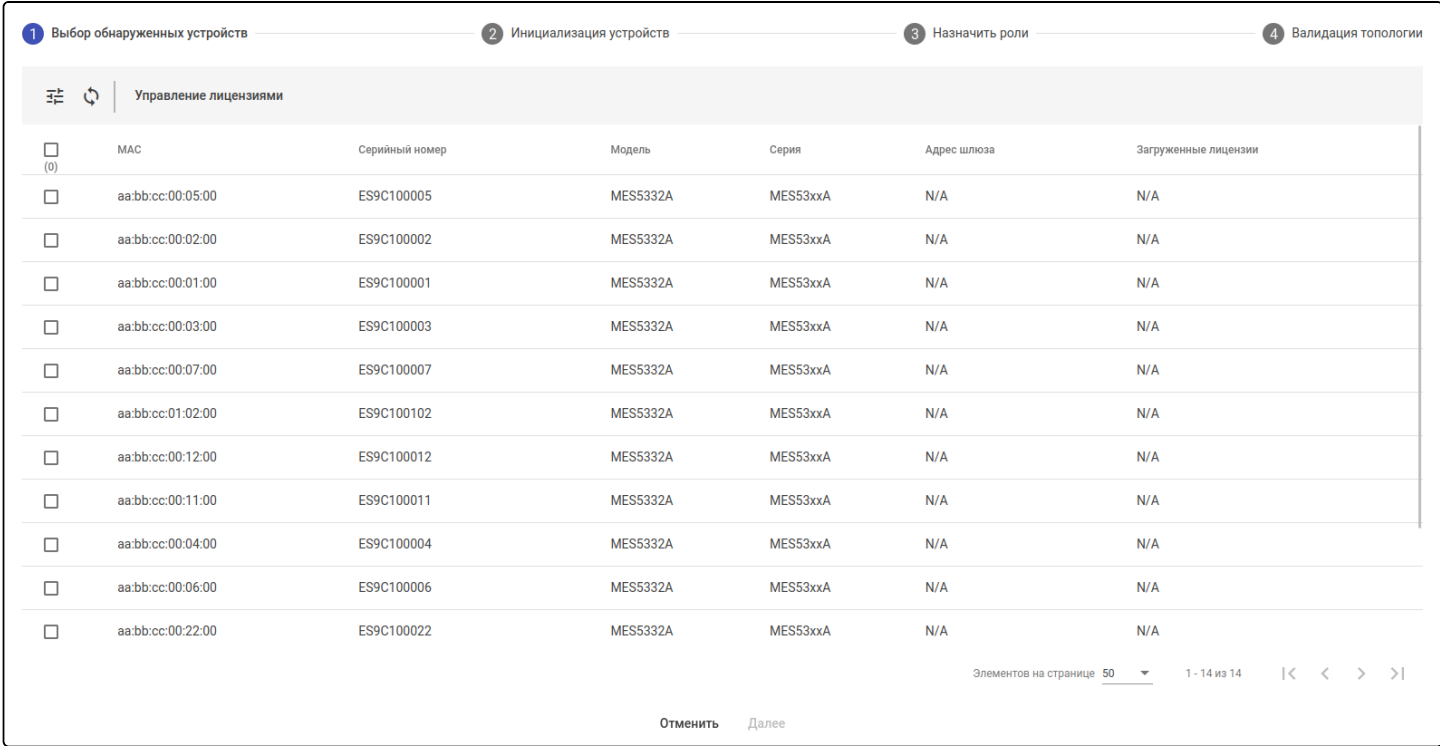 1 Выбор обнаруженных устройств 2 Инициализация устройств 3 Назначить роли 4 Валидация топологии
Управление лицензиями
MAC Серийный номер Модель Серия Адрес шлюза Загруженные лицензии
(0)
aa:bb:cc:00:05:00 ES9C100005 MES5332A MES53xxA N/A N/A
aa:bb:cc:00:02:00 ES9C100002 MES5332A MES53xxA N/A N/A
aa:bb:cc:00:01:00 ES9C100001 MES5332A MES53xxA N/A N/A
aa:bb:cc:00:03:00 ES9C100003 MES5332A MES53xxA N/A N/A
aa:bb:cc:00:07:00 ES9C100007 MES5332A MES53xxA N/A N/A
aa:bb:cc:01:02:00 ES9C100102 MES5332A MES53xxA N/A N/A
aa:bb:cc:00:12:00 ES9C100012 MES5332A MES53xxA N/A N/A
aa:bb:cc:00:11:00 ES9C100011 MES5332A MES53xxA N/A N/A
aa:bb:cc:00:04:00 ES9C100004 MES5332A MES53xxA N/A N/A
aa:bb:cc:00:06:00 ES9C100006 MES5332A MES53xxA N/A N/A
aa:bb:cc:00:22:00 ES9C100022 MES5332A MES53xxA N/A N/A
Элементов на странице 50 1 - 14 из 14
Отменить Далее